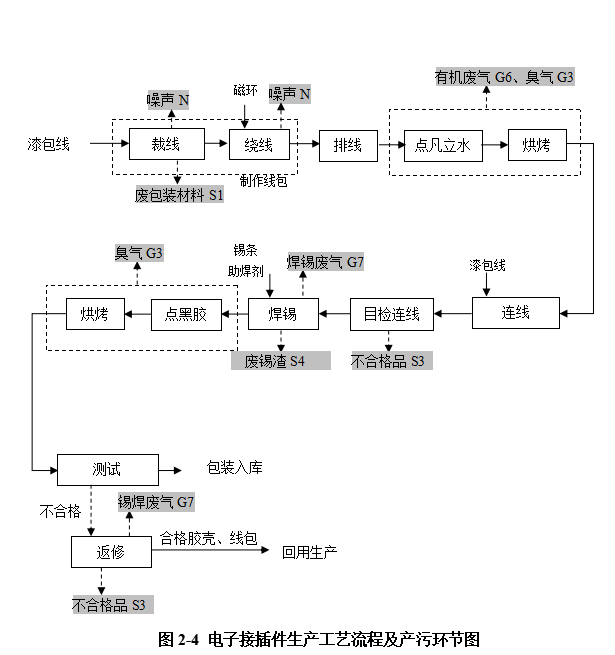 有机废气 G6、臭气 G3
噪声 N
磁环
噪声 N
漆包线
裁线
绕线
排线
点凡立水
烘烤
制作线包
废包装材料 S1
臭气 G3
锡条
助焊剂
焊锡废气 G7
漆包线
烘烤
点黑胶
焊锡
目检连线
连线
废锡渣 S4
不合格品 S3
测试
包装入库
不合格
锡焊废气 G7
返修
合格胶壳、线包
回用生产
不合格品 S3
图 2-4 电子接插件生产工艺流程及产污环节图